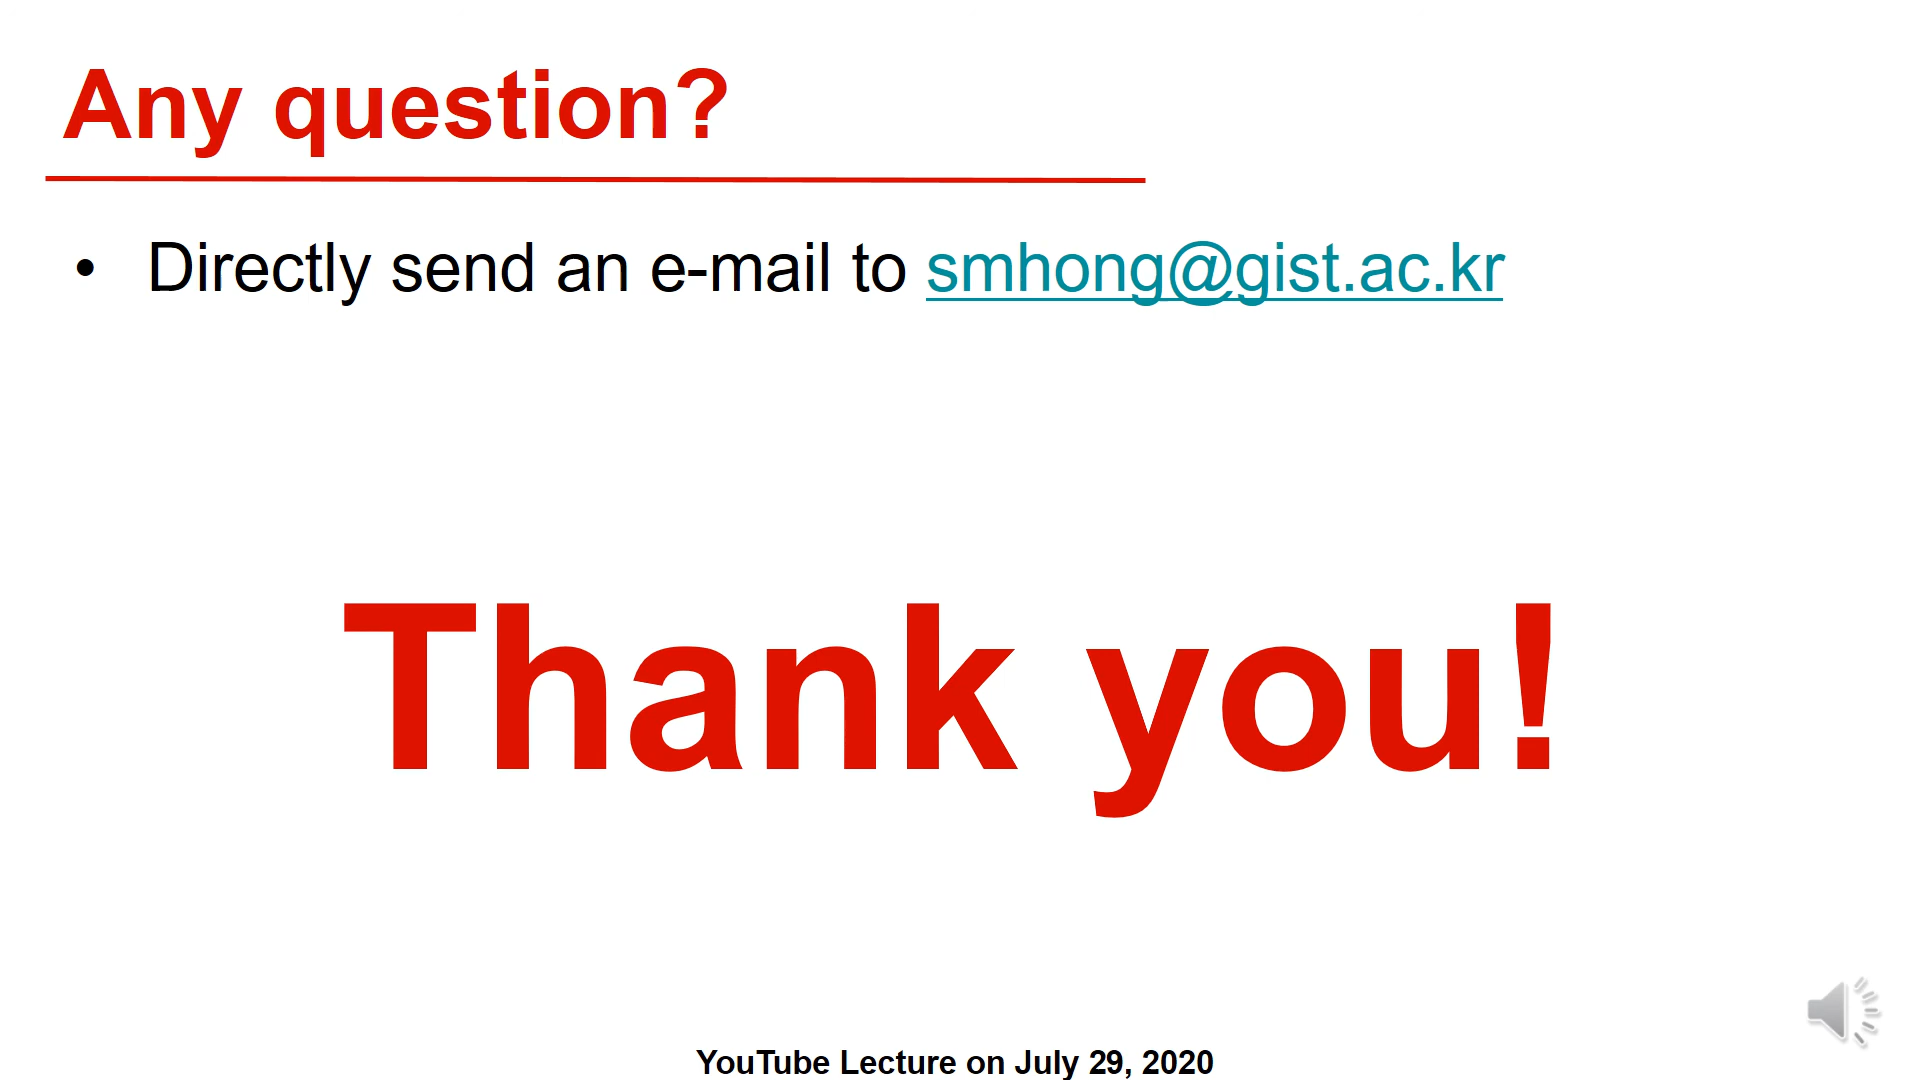 Any question?
• Directly send an e-mail to smhong@gist.ac.kr
Thank you!
YouTube Lecture on July 29, 2020